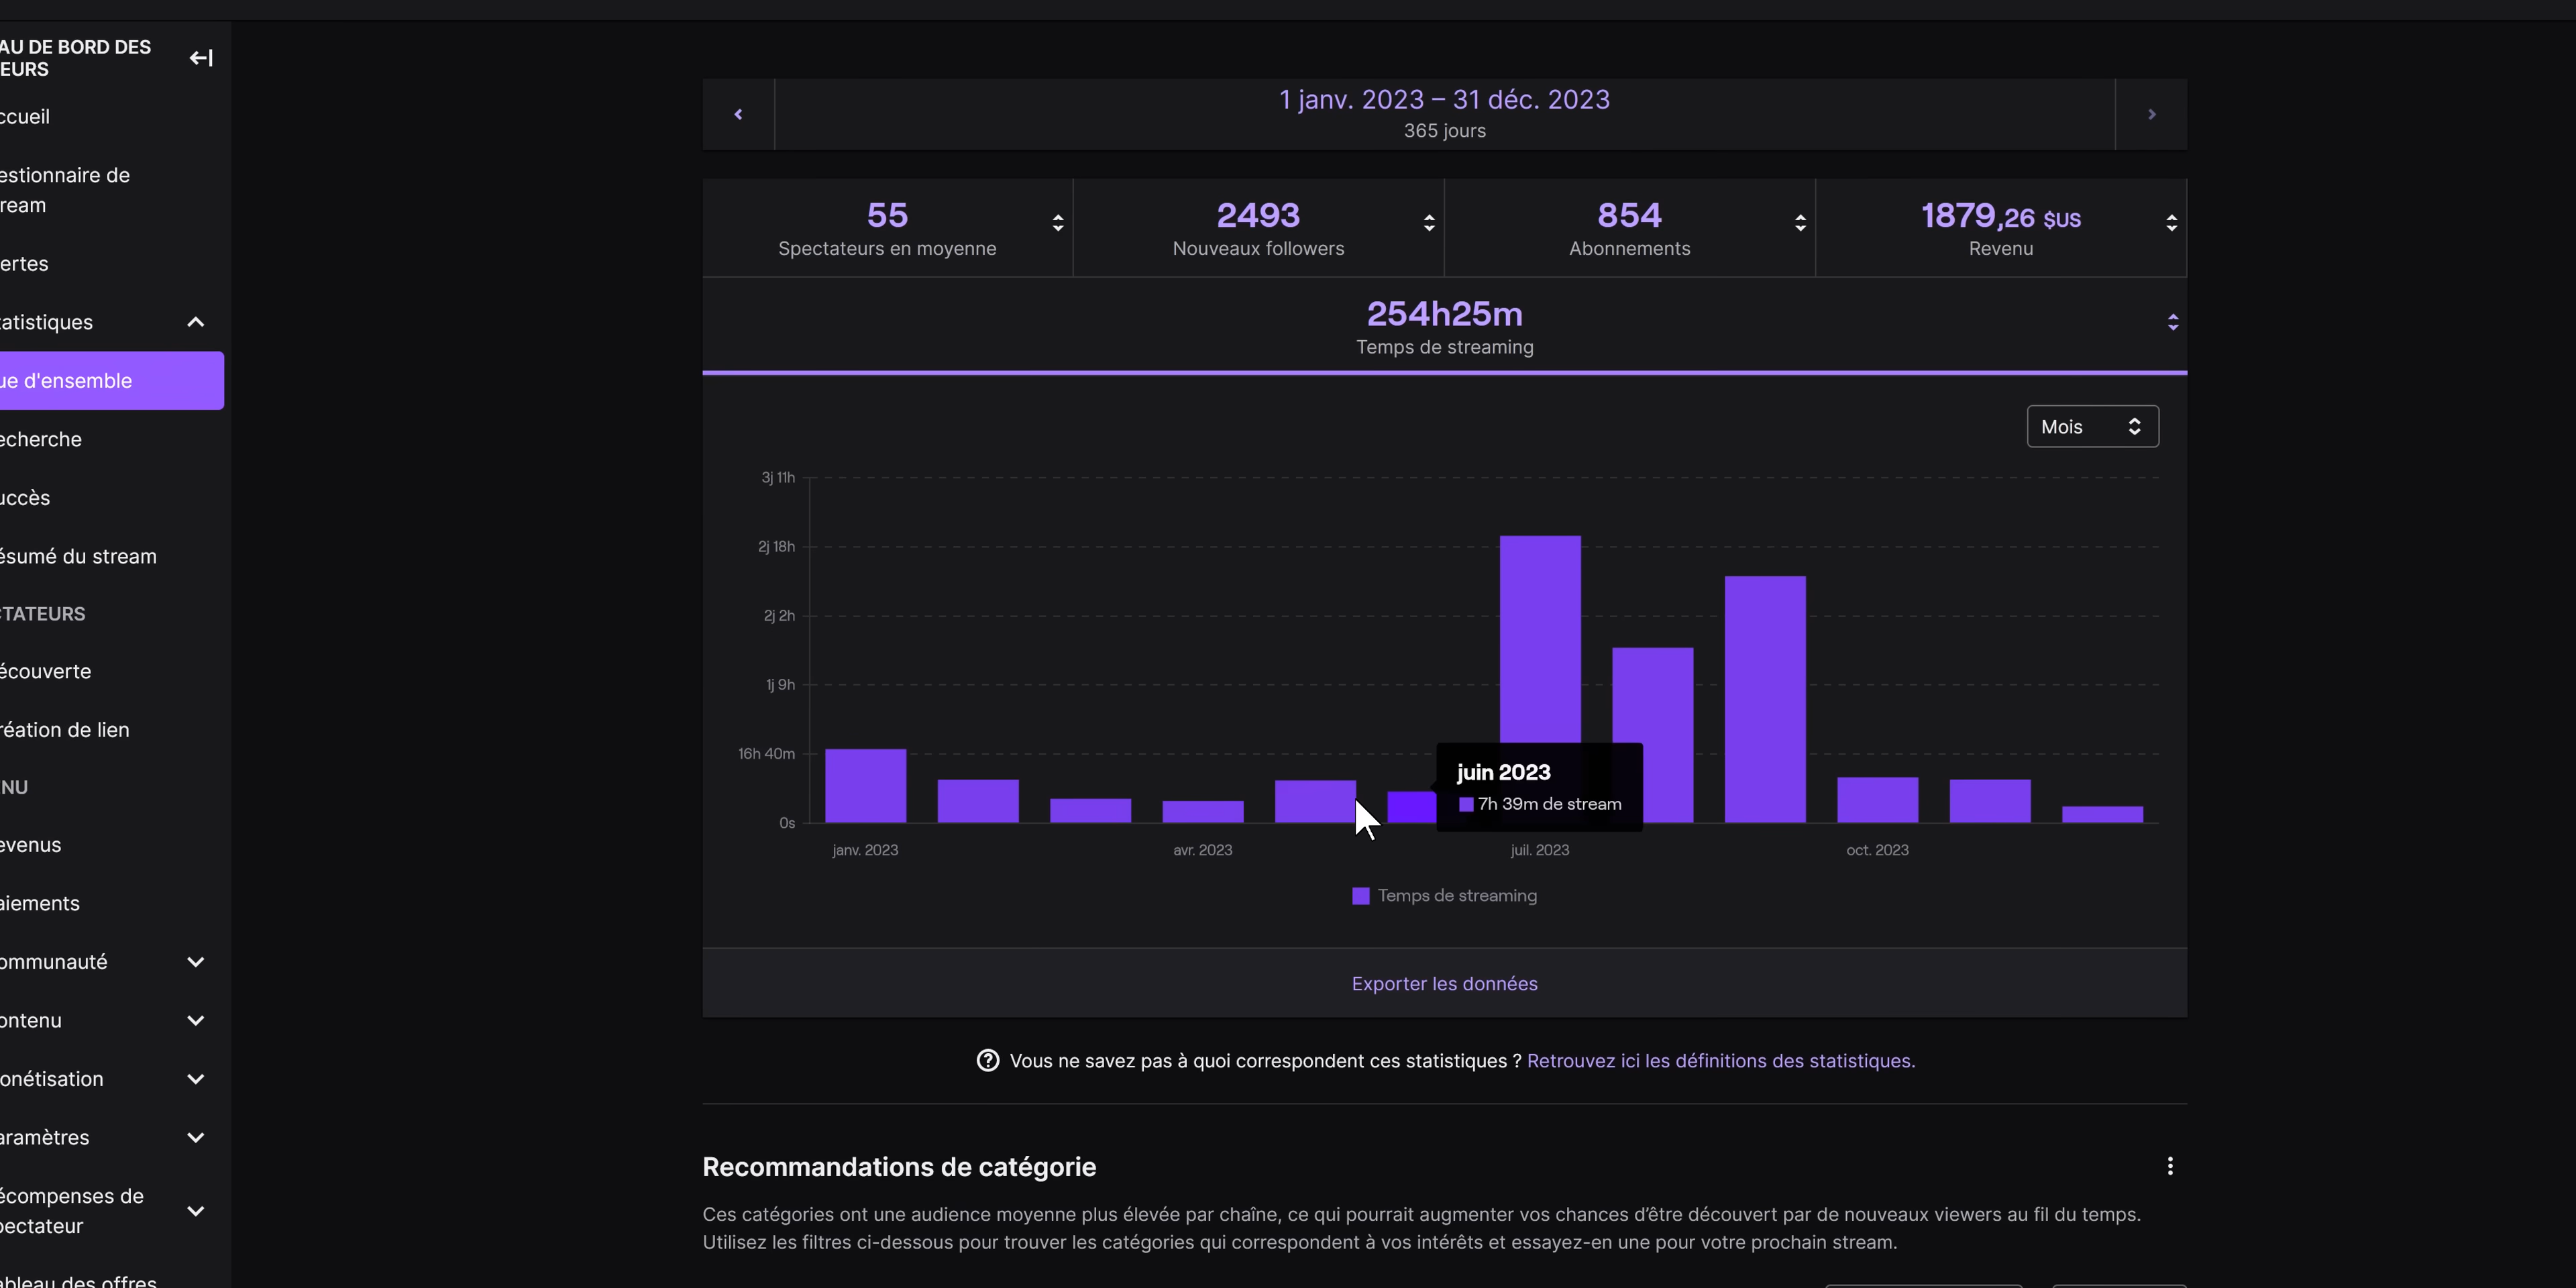 AU DE BORD DES
EURS
ccueil
estionnaire de
ream
ertes
atistiques
ue d'ensemble
echerche
uccès
ésumé du stream
CTATEURS
écouverte
réation de lien
NU
evenus
aiements
ommunauté
ontenu
onétisation
aramètres
écompenses de
pectateur
ableau des offres
1 janv. 2023 – 31 déc. 2023
365 jours
55
Spectateurs en moyenne
2493
Nouveaux followers
854
Abonnements
1879,26 $US
Revenu
254h25m
Temps de streaming
Mois
3j 11h
2j 18h
2j 2h
1j 9h
16h 40m
0s
juin 2023
7h 39m de stream
janv. 2023
avr. 2023
juil. 2023
oct. 2023
Temps de streaming
Exporter les données
Vous ne savez pas à quoi correspondent ces statistiques ? Retrouvez ici les définitions des statistiques.
Recommandations de catégorie
Ces catégories ont une audience moyenne plus élevée par chaîne, ce qui pourrait augmenter vos chances d'être découvert par de nouveaux viewers au fil du temps.
Utilisez les filtres ci-dessous pour trouver les catégories qui correspondent à vos intérêts et essayez-en une pour votre prochain stream.